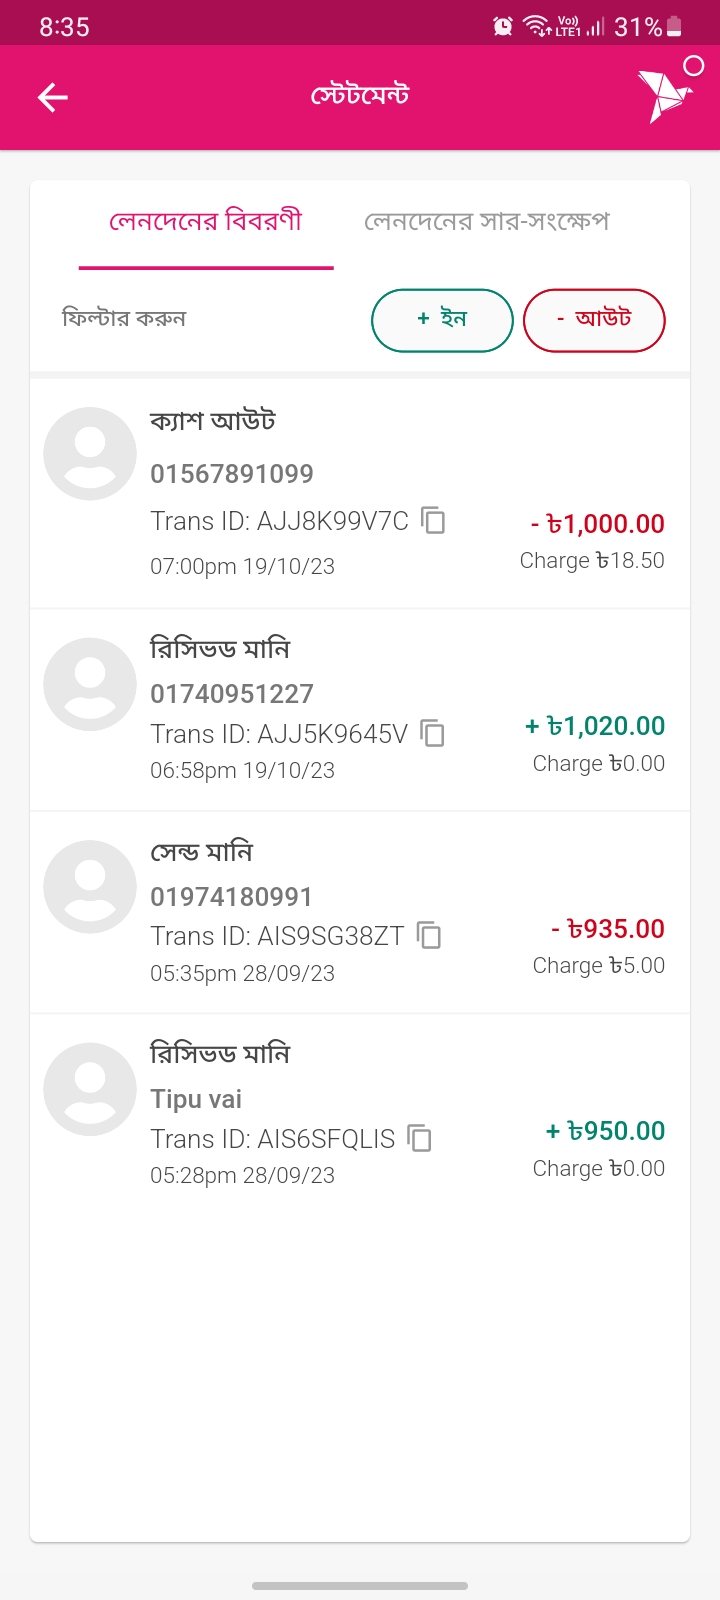 8:35
Vo)) LTE1 31%
স্টেটমেন্ট
লেনদেনের বিবরণী লেনদেনের সার-সংক্ষেপ
ফিল্টার করুন + ইন - আউট
ক্যাশ আউট
01567891099
Trans ID: AJJ8K99V7C
- ৳1,000.00
07:00pm 19/10/23
Charge ৳18.50
রিসিভড মানি
01740951227
Trans ID: AJJ5K9645V
+ ৳1,020.00
06:58pm 19/10/23
Charge ৳0.00
সেন্ড মানি
01974180991
Trans ID: AIS9SG38ZT
- ৳935.00
05:35pm 28/09/23
Charge ৳5.00
রিসিভড মানি
Tipu vai
Trans ID: AIS6SFQLIS
+ ৳950.00
05:28pm 28/09/23
Charge ৳0.00